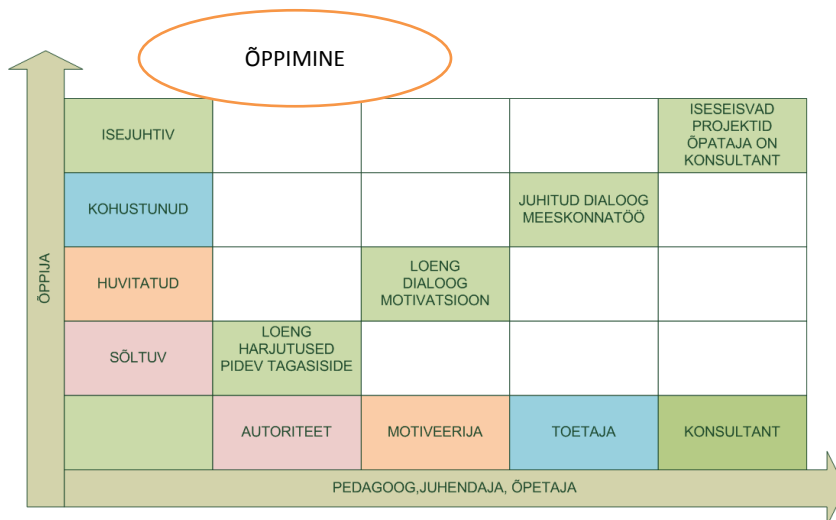 ÕPPIMINE
ÕPPIJA
ISEJUHTIV
ISESEISVAD
PROJEKTID
ÕPATAJA ON
KONSULTANT
KOHUSTUNUD
JUHITUD DIALOOG
MEESKONNATÖÖ
HUVITATUD
LOENG
DIALOOG
MOTIVATSIOON
SÕLTUV
LOENG
HARJUTUSED
PIDEV TAGASISIDE
AUTORITEET
MOTIVEERIJA
TOETAJA
KONSULTANT
PEDAGOOG,JUHENDAJA, ÕPETAJA